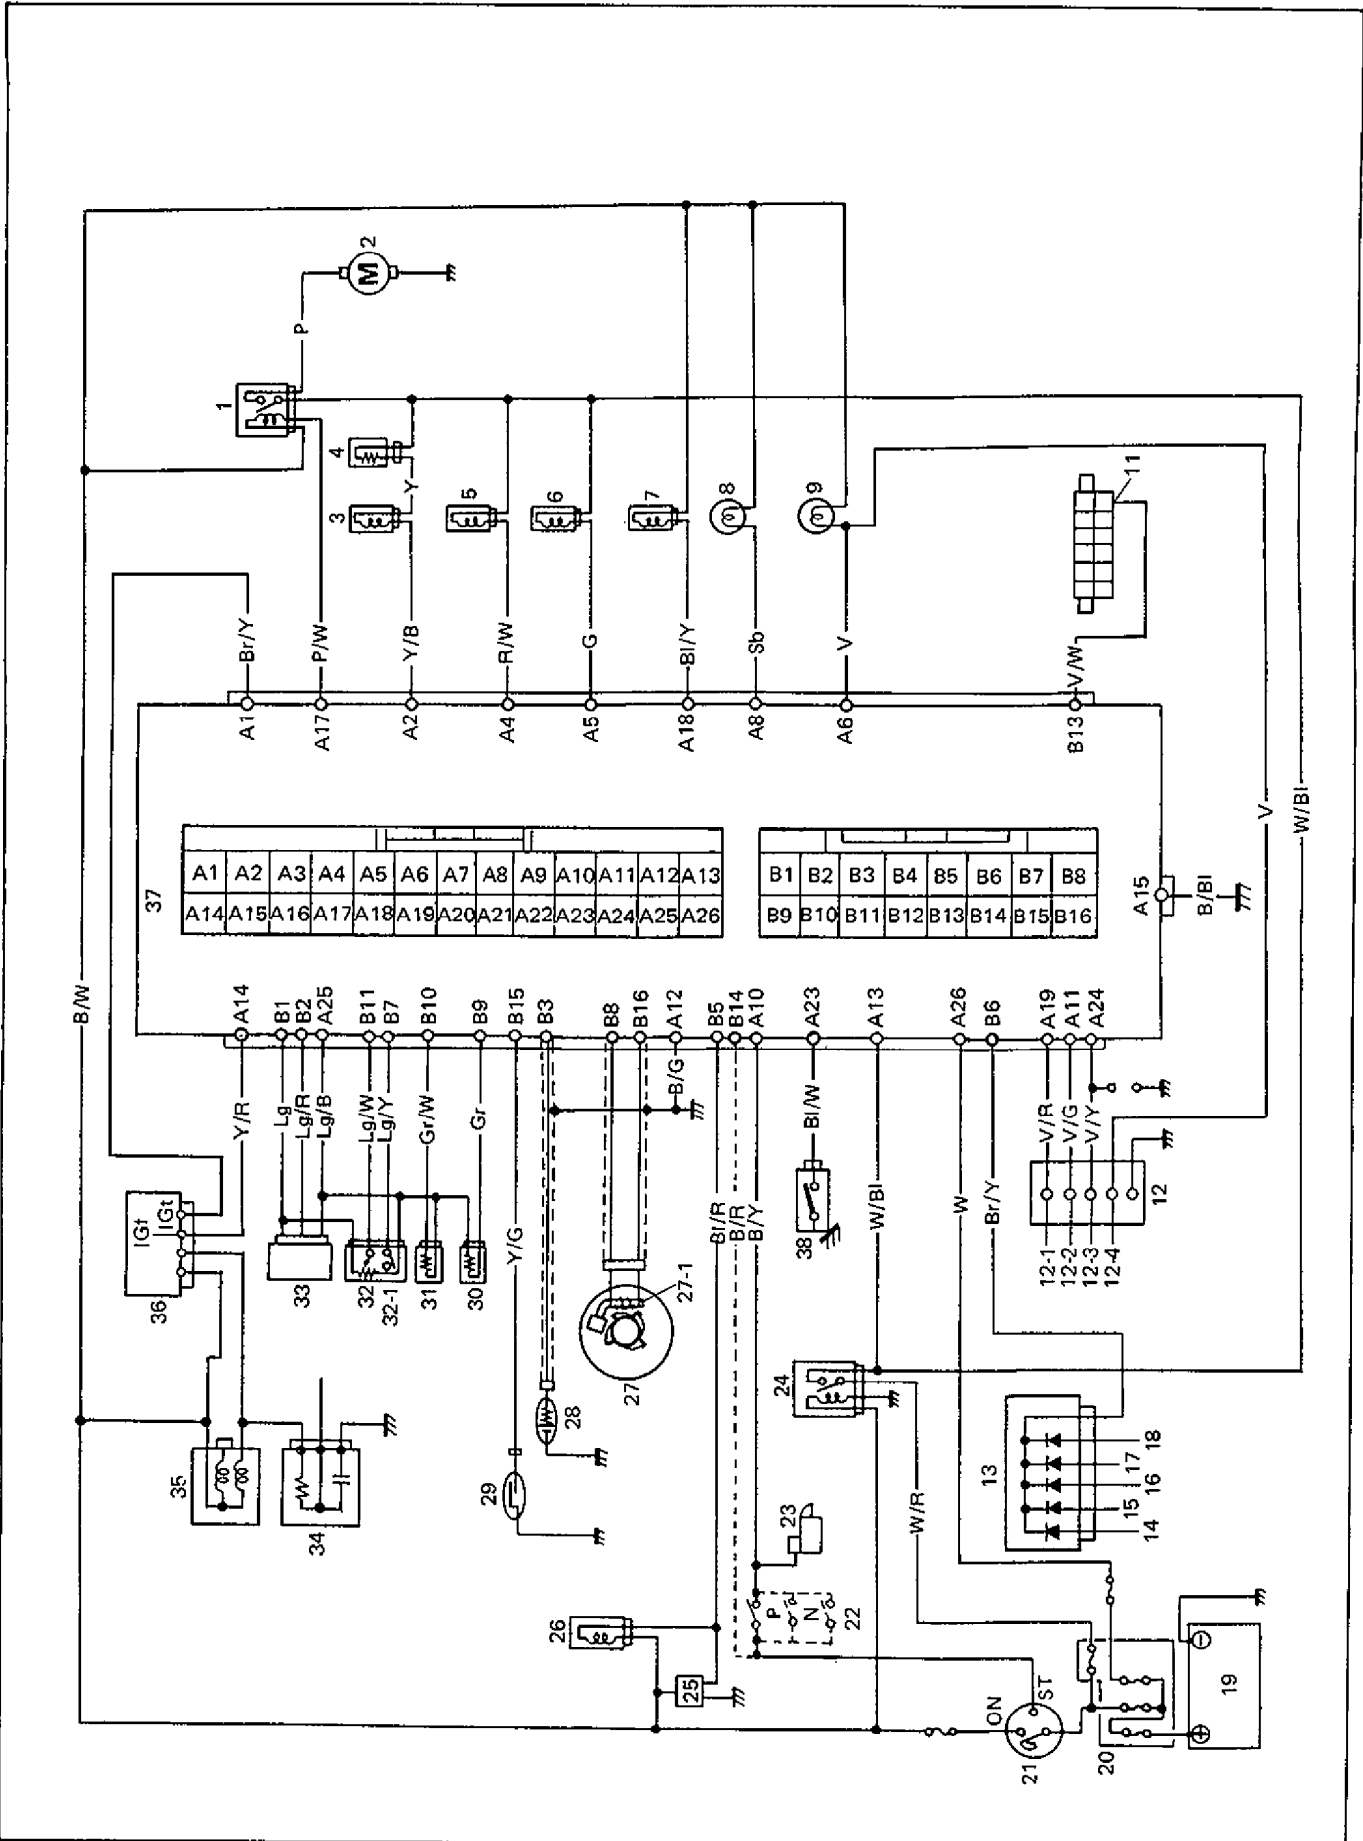 B/W
37
36
IGt
IGt
35
34
33
32
32-1
31
30
29
28
27
27-1
26
25
24
23
22
P
N
21
ON
ST
20
19
13
14
15
16
17
18
12
12-1
12-2
12-3
12-4
38
A14
B1
B2
A25
B11
B7
B10
B9
B15
B3
B8
B16
A12
B5
B14
A10
A23
A13
A26
B6
A19
A11
A24
Y/R
Lg
Lg/R
Lg/B
Lg/W
Lg/Y
Gr/W
Gr
Y/G
B/G
Bl/R
B/R
B/Y
Bl/W
W/Bl
W
Br/Y
V/R
V/G
V/Y
W/R
A1 A2 A3 A4 A5 A6 A7 A8 A9 A10 A11 A12 A13
A14 A15 A16 A17 A18 A19 A20 A21 A22 A23 A24 A25 A26
B1 B2 B3 B4 B5 B6 B7 B8
B9 B10 B11 B12 B13 B14 B15 B16
A15
B/Bl
A1
A17
A2
A4
A5
A18
A8
A6
B13
Br/Y
P/W
Y/B
R/W
G
Bl/Y
Sb
V
V/W
1
P
M
2
3
Y
4
5
6
7
8
9
11
V
W/Bl